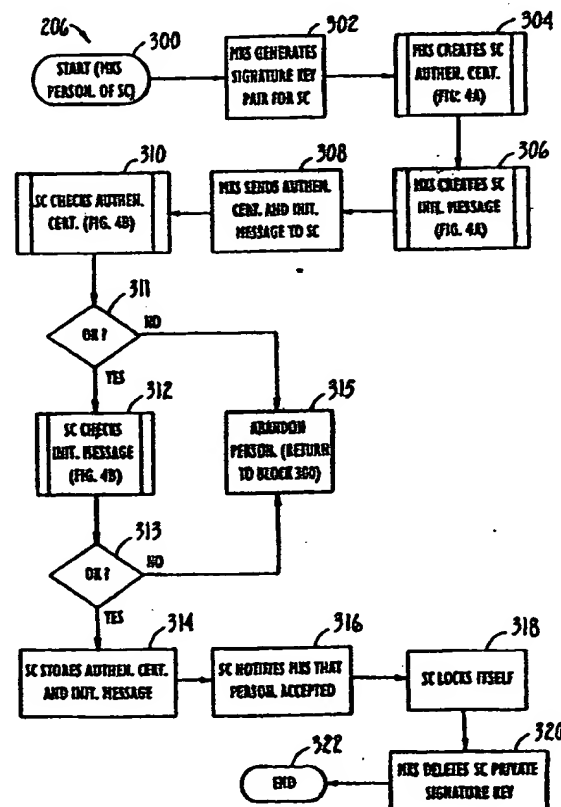 206
300
START (MKS
PERSON. OF SC)
302
MKS GENERATES
SIGNATURE KEY
PAIR FOR SC
304
MKS CREATES SC
AUTHEN. CERT.
(FIG. 4A)
310
SC CHECKS AUTHEN.
CERT. (FIG. 4B)
308
MKS SENDS AUTHEN.
CERT. AND INIT.
MESSAGE TO SC
306
MKS CREATES SC
INIT. MESSAGE
(FIG. 4A)
311
OK?
NO
YES
312
SC CHECKS
INIT. MESSAGE
(FIG. 4B)
315
ABANDON
PERSON. (RETURN
TO BLOCK 300)
313
OK?
NO
YES
314
SC STORES AUTHEN. CERT.
AND INIT. MESSAGE
316
SC NOTIFIES MKS THAT
PERSON. ACCEPTED
318
SC LOCKS ITSELF
320
MKS DELETES SC PRIVATE
SIGNATURE KEY
322
END